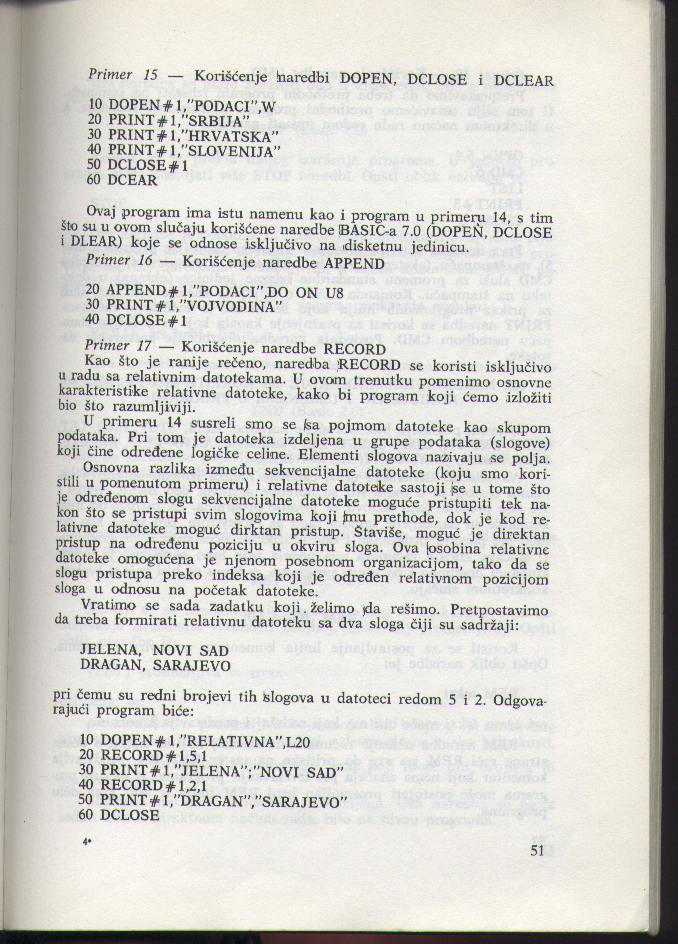 Primer 15 — Korišćenje naredbi DOPEN, DCLOSE i DCLEAR
10 DOPEN#1,"PODACI",W
20 PRINT#1,"SRBIJA"
30 PRINT#1,"HRVATSKA"
40 PRINT#1,"SLOVENIJA"
50 DCLOSE#1
60 DCEAR
Ovaj program ima istu namenu kao i program u primeru 14, s tim
što su u ovom slučaju korišćene naredbe BASIC-a 7.0 (DOPEN, DCLOSE
i DLEAR) koje se odnose isključivo na disketnu jedinicu.
Primer 16 — Korišćenje naredbe APPEND
20 APPEND#1,"PODACI",DO ON U8
30 PRINT#1,"VOJVODINA"
40 DCLOSE#1
Primer 17 — Korišćenje naredbe RECORD
Kao što je ranije rečeno, naredba RECORD se koristi isključivo
u radu sa relativnim datotekama. U ovom trenutku pomenimo osnovne
karakteristike relativne datoteke, kako bi program koji ćemo izložiti
bio što razumljiviji.
U primeru 14 susreli smo se sa pojmom datoteke kao skupom
podataka. Pri tom je datoteka izdeljena u grupe podataka (slogove)
koji čine određene logičke celine. Elementi slogova nazivaju se polja.
Osnovna razlika između sekvencijalne datoteke (koju smo kori-
stili u pomenutom primeru) i relativne datoteke sastoji se u tome što
je određenom slogu sekvencijalne datoteke moguće pristupiti tek na-
kon što se pristupi svim slogovima koji mu prethode, dok je kod re-
lativne datoteke moguć dirktan pristup. Štaviše, moguć je direktan
pristup na određenu poziciju u okviru sloga. Ova osobina relativne
datoteke omogućena je njenom posebnom organizacijom, tako da se
slogu pristupa preko indeksa koji je određen relativnom pozicijom
sloga u odnosu na početak datoteke.
Vratimo se sada zadatku koji želimo da rešimo. Pretpostavimo
da treba formirati relativnu datoteku sa dva sloga čiji su sadržaji:
JELENA, NOVI SAD
DRAGAN, SARAJEVO
pri čemu su redni brojevi tih slogova u datoteci redom 5 i 2. Odgova-
rajući program biće:
10 DOPEN#1,"RELATIVNA",L20
20 RECORD#1,5,1
30 PRINT#1,"JELENA";"NOVI SAD"
40 RECORD#1,2,1
50 PRINT#1,"DRAGAN","SARAJEVO"
60 DCLOSE
4*
51